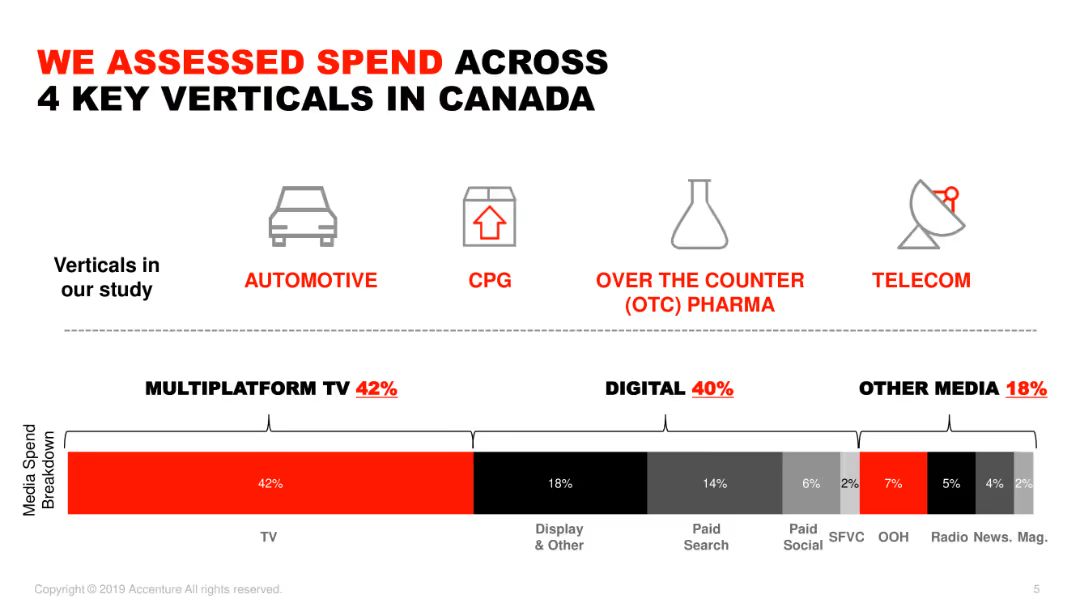 WE ASSESSED SPEND ACROSS
4 KEY VERTICALS IN CANADA
Verticals in
our study
AUTOMOTIVE
CPG
OVER THE COUNTER
(OTC) PHARMA
TELECOM
MULTIPLATFORM TV 42%
DIGITAL 40%
OTHER MEDIA 18%
Media Spend
Breakdown
42%
18%
14%
6%
2%
7%
5%
4%
2%
TV
Display
& Other
Paid
Search
Paid
Social
SFVC
OOH
Radio
News.
Mag.
Copyright © 2019 Accenture All rights reserved.
5